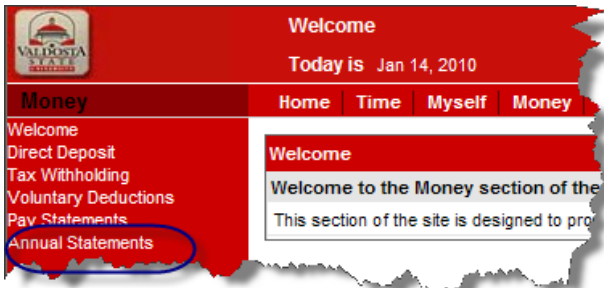 VALDOSTA
STATE
Welcome
Today is Jan 14, 2010
Money
Home Time Myself Money
Welcome
Direct Deposit
Tax Withholding
Voluntary Deductions
Pay Statements
Annual Statements
Welcome
Welcome to the Money section of the
This section of the site is designed to pro